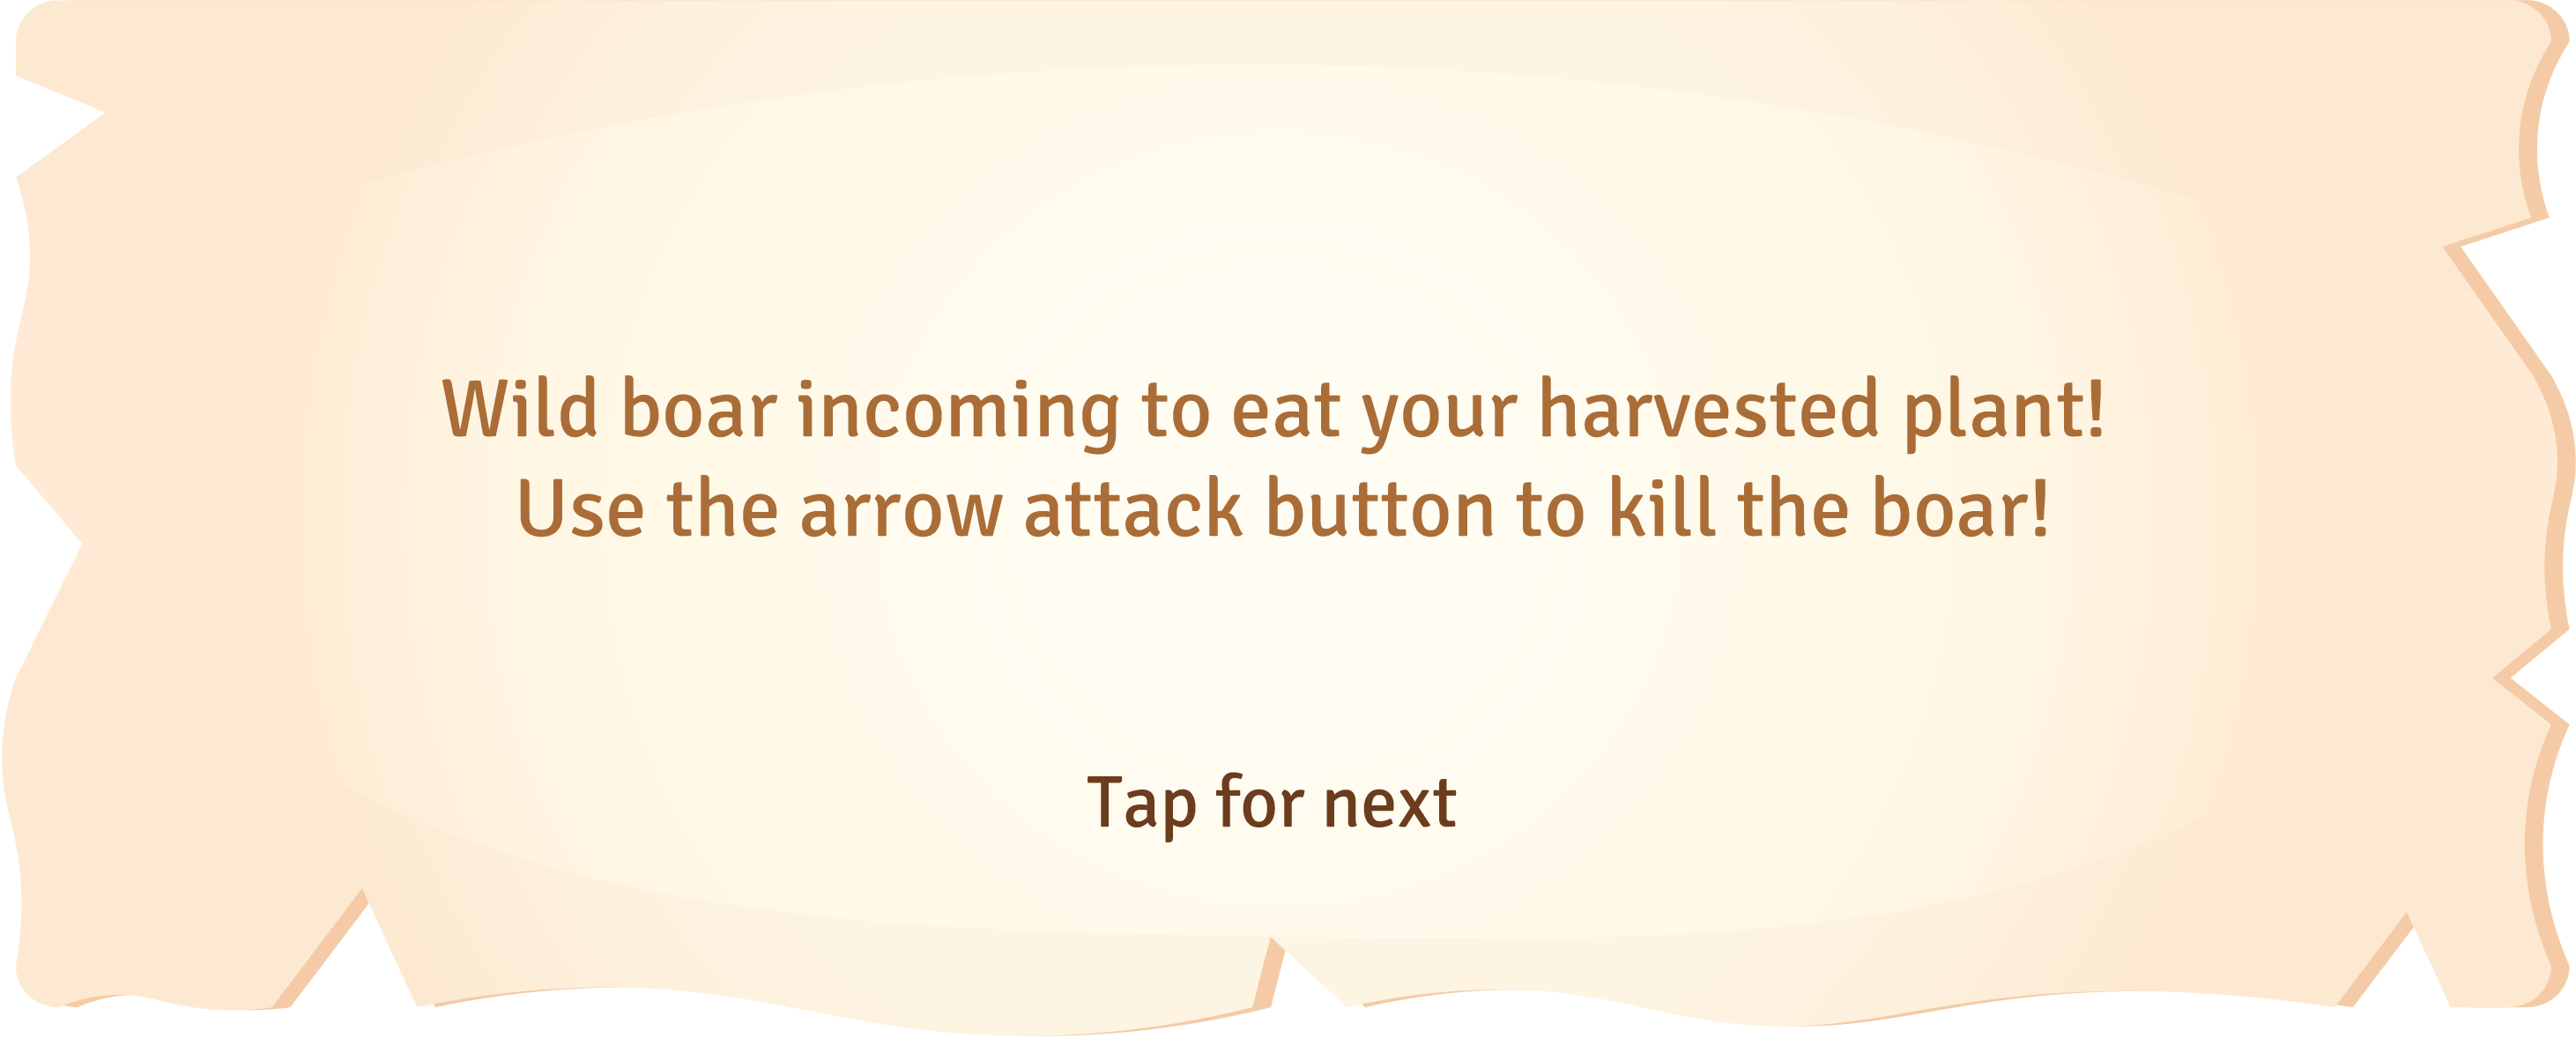 Wild boar incoming to eat your harvested plant!
Use the arrow attack button to kill the boar!
Tap for next